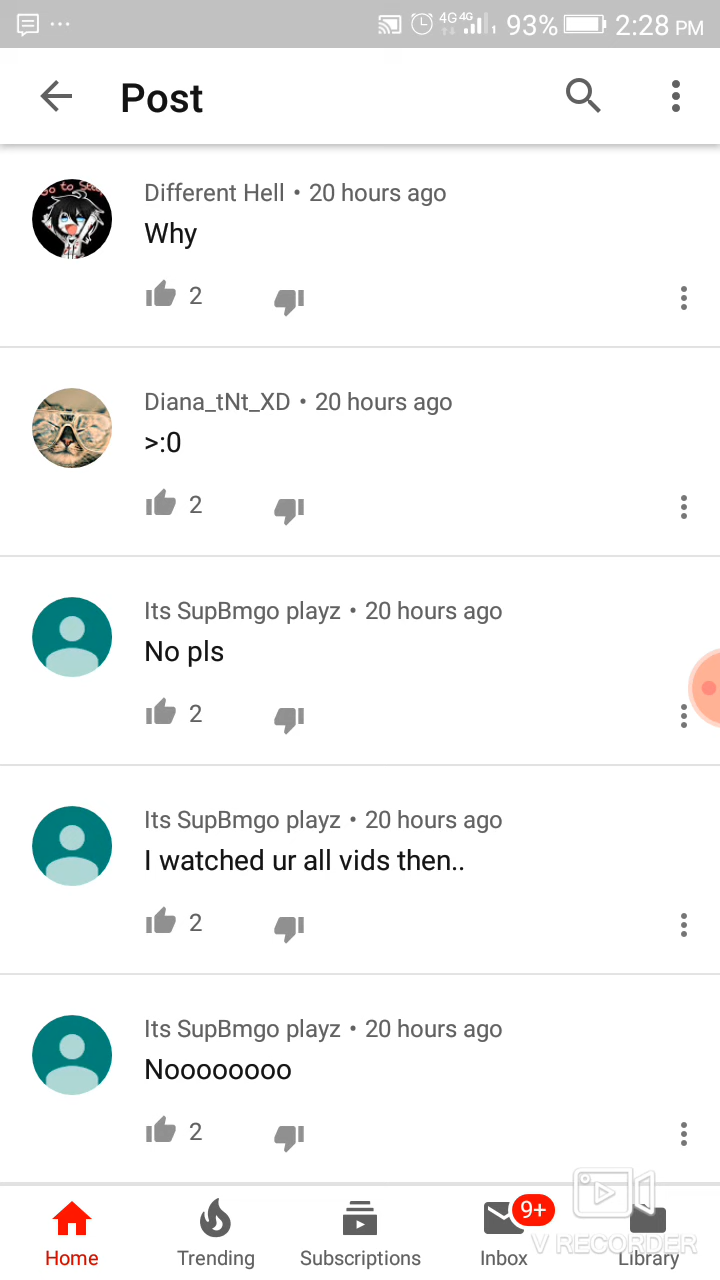 4G 4G 93% 2:28 PM
Post
Different Hell • 20 hours ago
Why
2
Diana_tNt_XD • 20 hours ago
>:0
2
Its SupBmgo playz • 20 hours ago
No pls
2
Its SupBmgo playz • 20 hours ago
I watched ur all vids then..
2
Its SupBmgo playz • 20 hours ago
Noooooooo
2
9+
V RECORDER
Home Trending Subscriptions Inbox Library